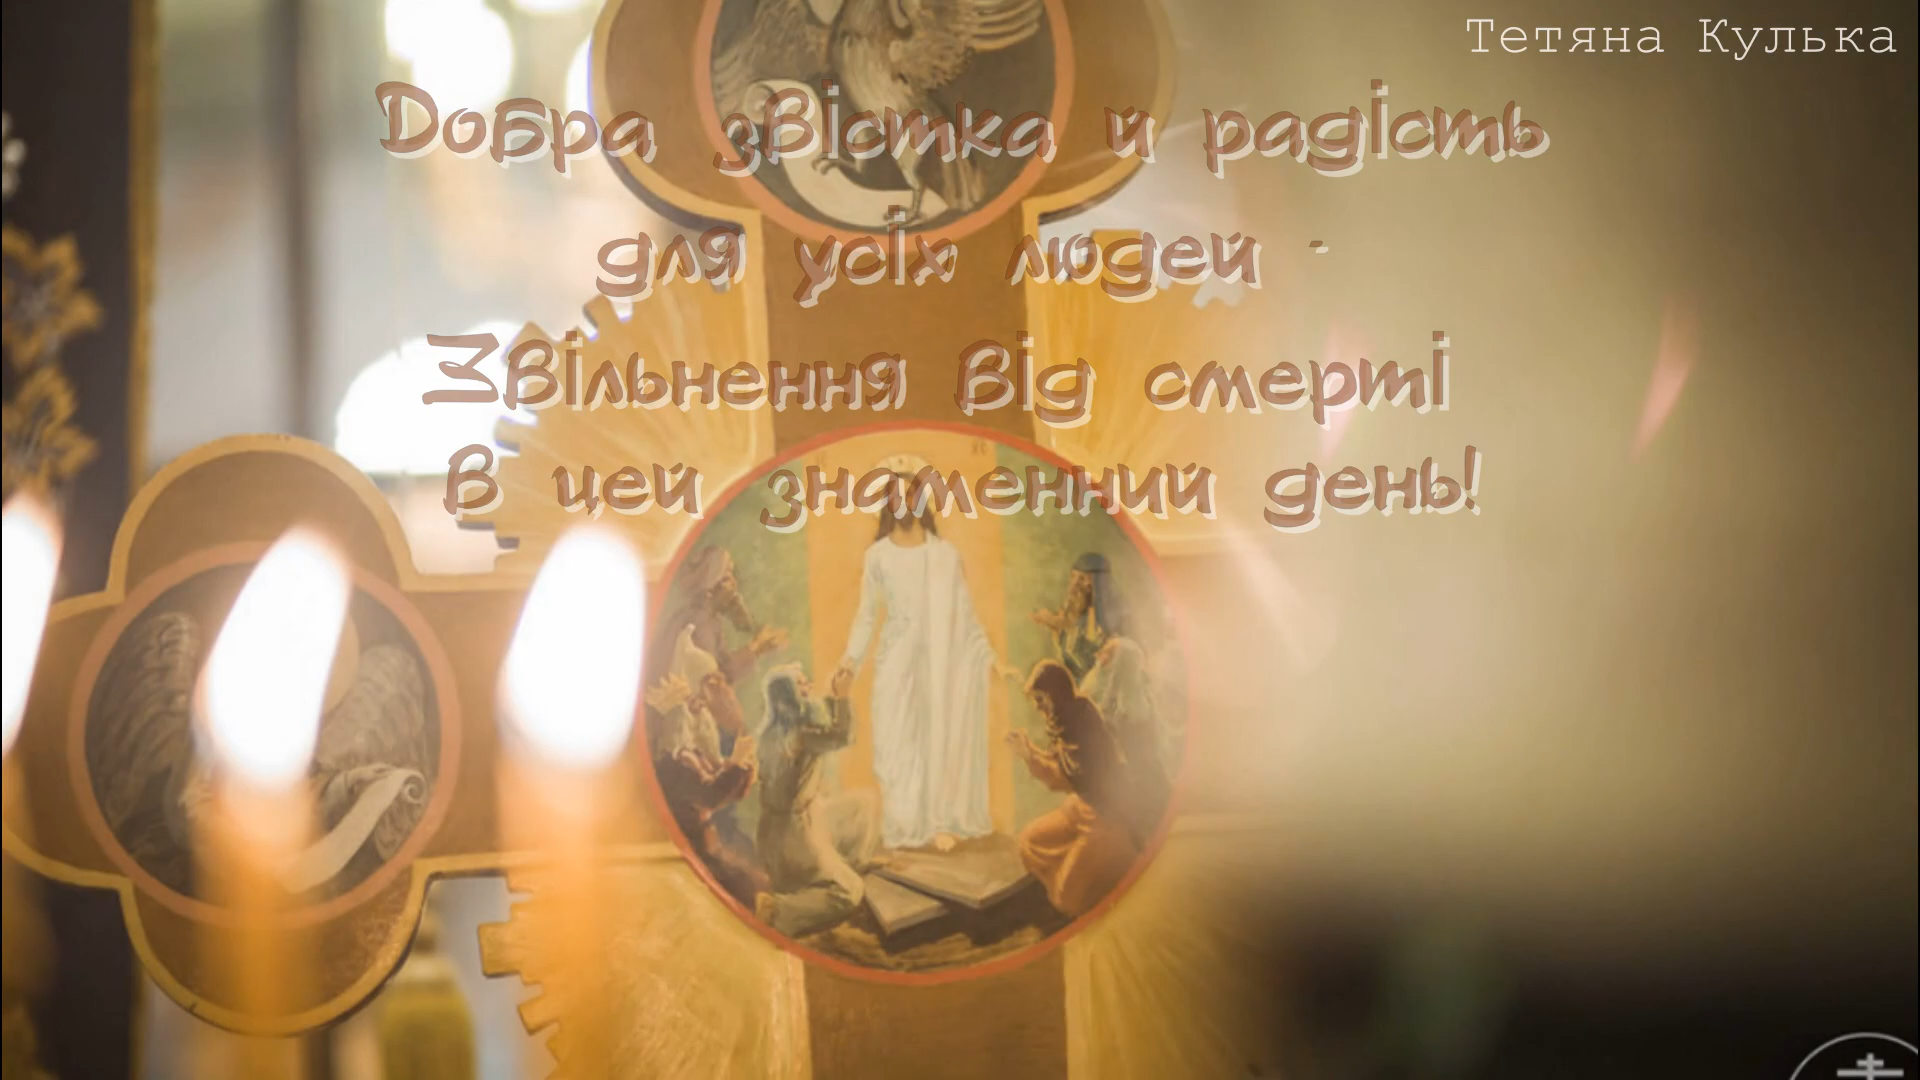 Тетяна Кулька
Добра звістка й радість
для усіх людей -
Звільнення від смерті
В цей знаменний день!